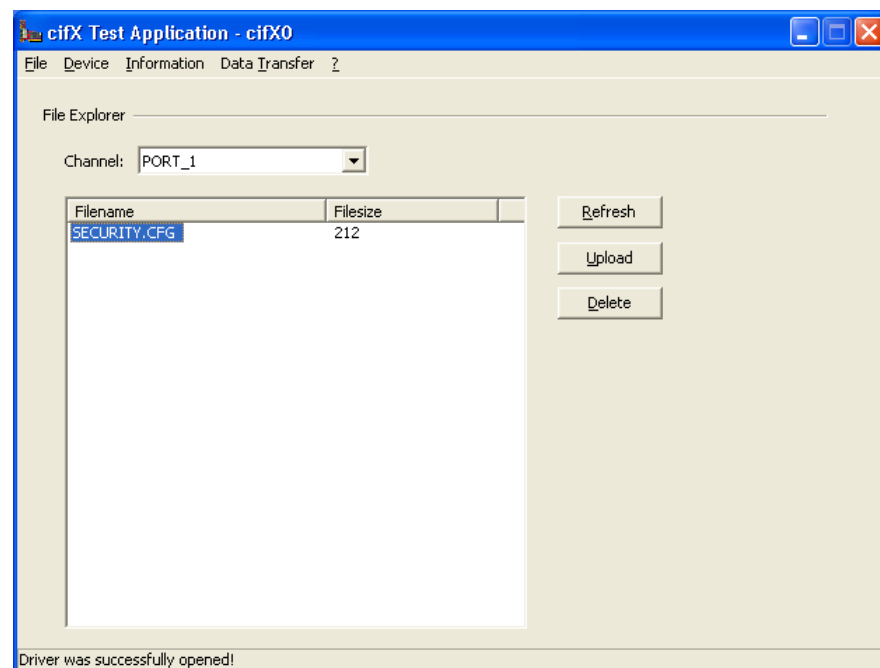 cifX Test Application - cifX0
File Device Information Data Transfer ?
File Explorer
Channel: PORT_1
Filename Filesize
SECURITY.CFG 212
Refresh
Upload
Delete
Driver was successfully opened!